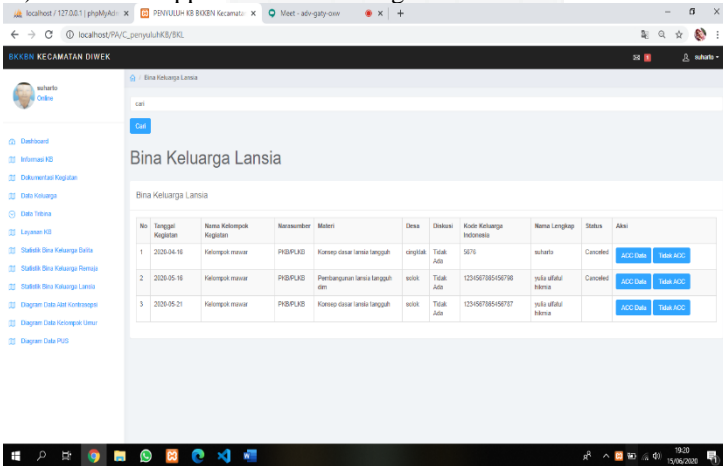 localhost / 127.0.0.1 | phpMyAdm
PENYULUH KB BKKBN Kecamatan
Meet - adv-gaty-oxw
localhost/PA/C_penyuluhKB/BKL
BKKBN KECAMATAN DIWEK
suharto
suharto
Online
Bina Keluarga Lansia
cari
Cari
Dashboard
Informasi KB
Dokumentasi Kegiatan
Data Keluarga
Data Tribina
Layanan KB
Statistik Bina Keluarga Balita
Statistik Bina Keluarga Remaja
Statistik Bina Keluarga Lansia
Diagram Data Alat Kontrasepsi
Diagram Data Kelompok Umur
Diagram Data PUS
Bina Keluarga Lansia
Bina Keluarga Lansia
No Tanggal Kegiatan Nama Kelompok Kegiatan Narasumber Materi Desa Diskusi Kode Keluarga Indonesia Nama Lengkap Status Aksi
1 2020-04-16 Kelompok mawar PKB/PLKB Konsep dasar lansia tangguh Tidak Ada 5676 suharto Canceled ACC Data Tidak ACC
2 2020-05-16 Kelompok mawar PKB/PLKB Pembangunan lansia tangguh dlm Tidak Ada yulia ulfatul hikmia Canceled ACC Data Tidak ACC
3 2020-05-21 Kelompok mawar PKB/PLKB Konsep dasar lansia tangguh Tidak Ada yulia ulfatul hikmia ACC Data Tidak ACC
19:20
15/06/2020